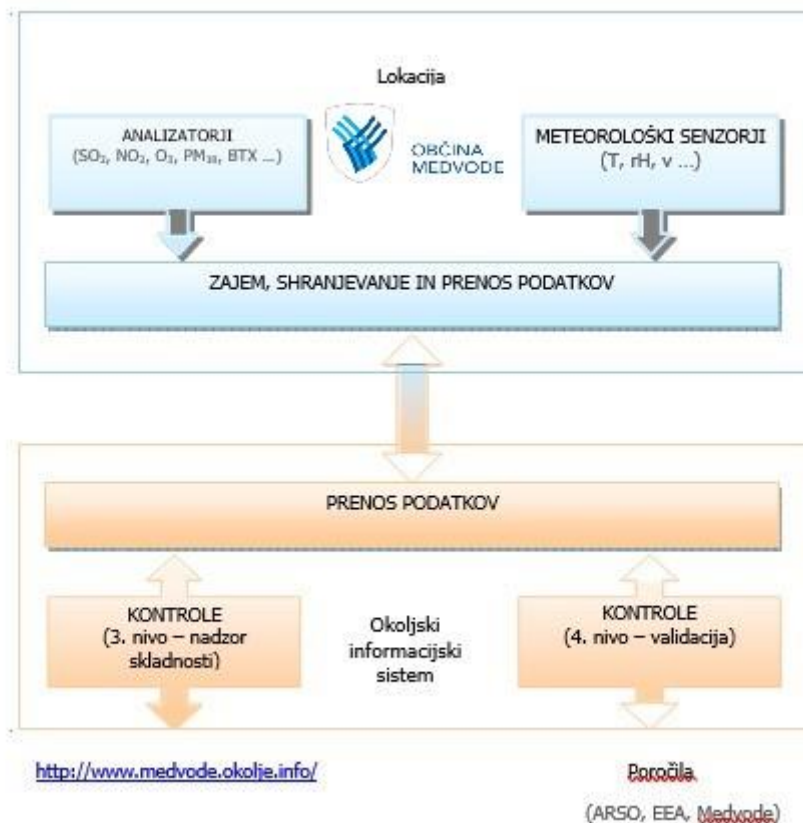 Lokacija
ANALIZATORJI
(SO₂, NO₂, O₃, PM₁₀, BTX ...)
OBČINA
MEDVODE
METEOROLOŠKI SENZORJI
(T, rH, v ...)
ZAJEM, SHRANJEVANJE IN PRENOS PODATKOV
PRENOS PODATKOV
KONTROLE
(3. nivo – nadzor
skladnosti)
Okoljski
informacijski
sistem
KONTROLE
(4. nivo – validacija)
http://www.medvode.okolje.info/
Poročila
(ARSO, EEA, Medvode)